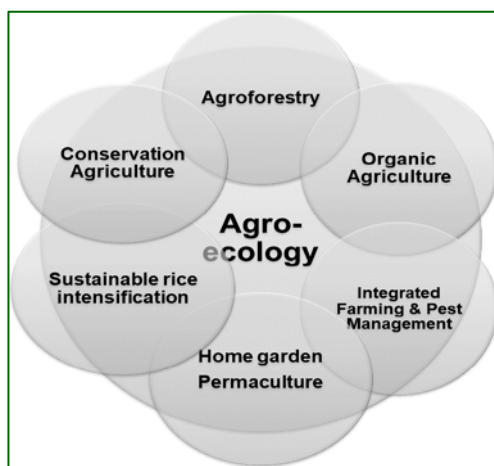 Agroforestry
Conservation
Agriculture
Organic
Agriculture
Agro-
ecology
Sustainable rice
intensification
Integrated
Farming & Pest
Management
Home garden
Permaculture